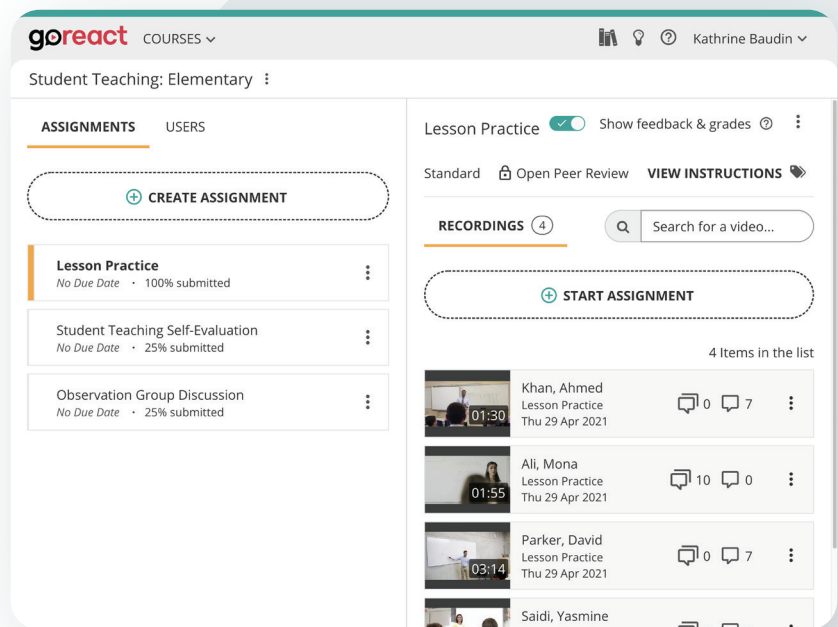 goreact COURSES Kathrine Baudin
Student Teaching: Elementary
ASSIGNMENTS USERS
CREATE ASSIGNMENT
Lesson Practice
No Due Date • 100% submitted
Student Teaching Self-Evaluation
No Due Date • 25% submitted
Observation Group Discussion
No Due Date • 25% submitted
Lesson Practice Show feedback & grades
Standard Open Peer Review VIEW INSTRUCTIONS
RECORDINGS 4 Search for a video...
START ASSIGNMENT
4 Items in the list
01:30
Khan, Ahmed
Lesson Practice
Thu 29 Apr 2021
0 7
01:55
Ali, Mona
Lesson Practice
Thu 29 Apr 2021
10 0
03:14
Parker, David
Lesson Practice
Thu 29 Apr 2021
0 7
Saidi, Yasmine